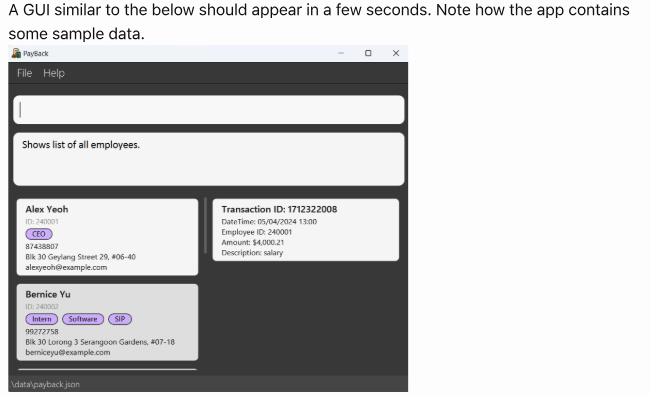 A GUI similar to the below should appear in a few seconds. Note how the app contains
some sample data.
PayBack
File Help
Shows list of all employees.
Alex Yeoh
ID: 240001
CEO
87438807
Blk 30 Geylang Street 29, #06-40
alexyeoh@example.com
Bernice Yu
ID: 240002
Intern Software SIP
99272758
Blk 30 Lorong 3 Serangoon Gardens, #07-18
berniceyu@example.com
Transaction ID: 1712322008
DateTime: 05/04/2024 13:00
Employee ID: 240001
Amount: $4,000.21
Description: salary
\data\payback.json